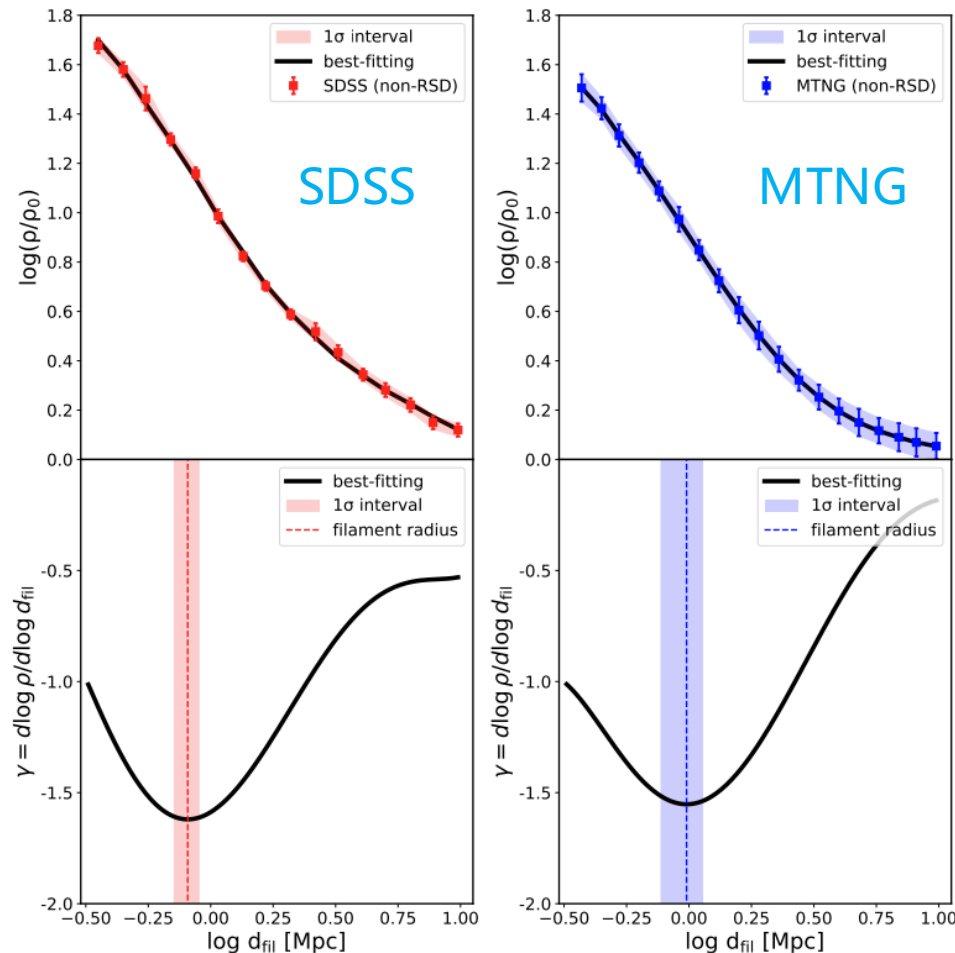 1.8
1.6
1.4
1.2
1.0
0.8
0.6
0.4
0.2
0.0
log(ρ/ρ₀)
1σ interval
best-fitting
SDSS (non-RSD)
SDSS
1.8
1.6
1.4
1.2
1.0
0.8
0.6
0.4
0.2
0.0
log(ρ/ρ₀)
1σ interval
best-fitting
MTNG (non-RSD)
MTNG
-0.5
-1.0
-1.5
-2.0
γ = dlog ρ/dlog d_fil
best-fitting
1σ interval
filament radius
−0.50 −0.25 0.00 0.25 0.50 0.75 1.00
log d_fil [Mpc]
-0.5
-1.0
-1.5
-2.0
γ = dlog ρ/dlog d_fil
best-fitting
1σ interval
filament radius
−0.50 −0.25 0.00 0.25 0.50 0.75 1.00
log d_fil [Mpc]